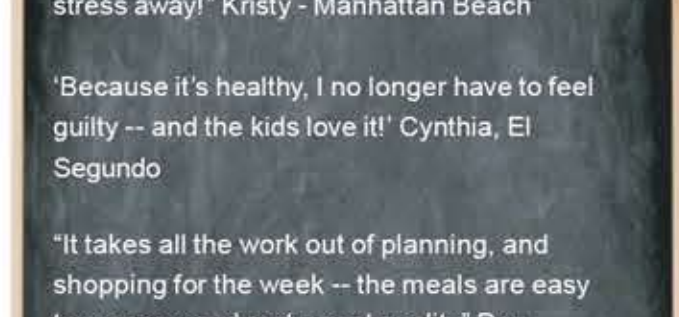 stress away!" Kristy - Manhattan Beach
'Because it's healthy, I no longer have to feel
guilty -- and the kids love it!' Cynthia, El
Segundo
"It takes all the work out of planning, and
shopping for the week -- the meals are easy